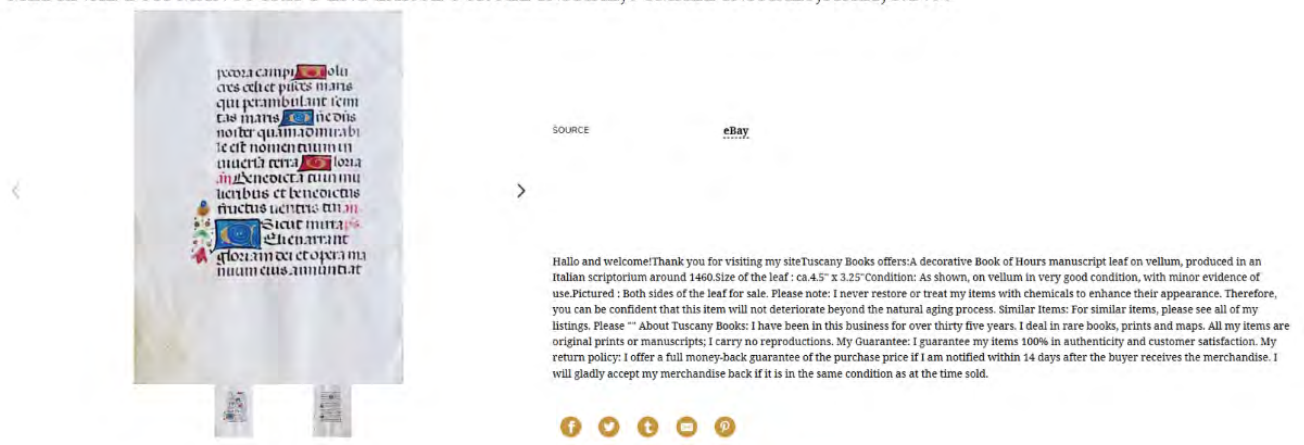 pecora campi Uolu
cres celi et pisces maris
qui perambulant semi
tas maris Dñe dñs
noster quam admirabi
le est nomen tuum in
uniuersa terra Gloria
Benedicta tu in mu
lieribus et benedictus
fructus uentris tui
Sicut mirra ps
Celi enarrant
gloriam dei et opera ma
nuum eius annuntiat
SOURCE eBay
Hallo and welcome!Thank you for visiting my siteTuscany Books offers:A decorative Book of Hours manuscript leaf on vellum, produced in an
Italian scriptorium around 1460.Size of the leaf : ca.4.5" x 3.25"Condition: As shown, on vellum in very good condition, with minor evidence of
use.Pictured : Both sides of the leaf for sale. Please note: I never restore or treat my items with chemicals to enhance their appearance. Therefore,
you can be confident that this item will not deteriorate beyond the natural aging process. Similar Items: For similar items, please see all of my
listings. Please "" About Tuscany Books: I have been in this business for over thirty five years. I deal in rare books, prints and maps. All my items are
original prints or manuscripts; I carry no reproductions. My Guarantee: I guarantee my items 100% in authenticity and customer satisfaction. My
return policy: I offer a full money-back guarantee of the purchase price if I am notified within 14 days after the buyer receives the merchandise. I
will gladly accept my merchandise back if it is in the same condition as at the time sold.